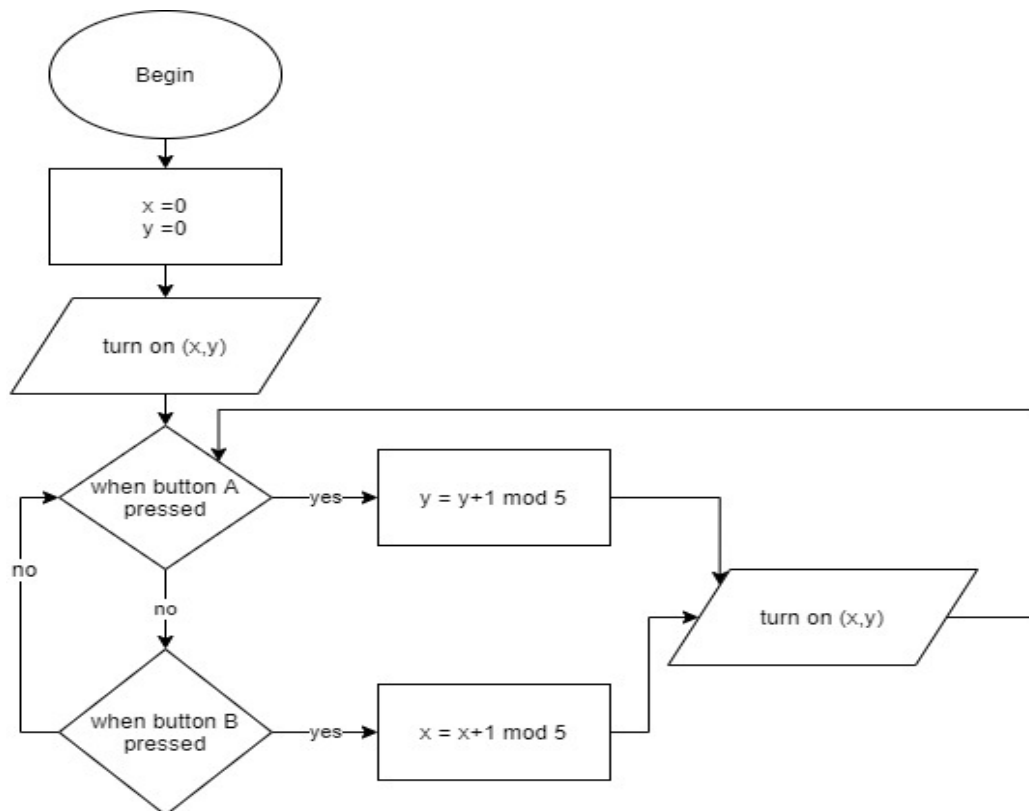 Begin
x =0
y =0
turn on (x,y)
when button A
pressed
yes
y = y+1 mod 5
no
no
turn on (x,y)
when button B
pressed
yes
x = x+1 mod 5